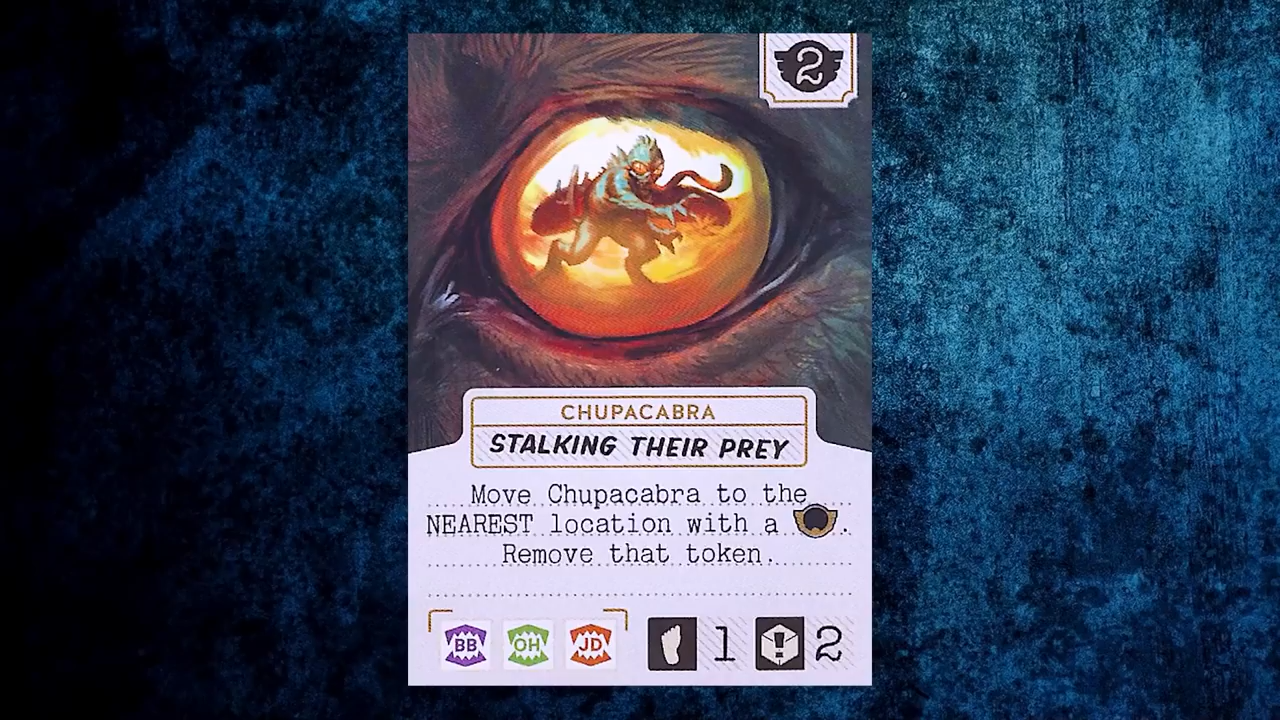 2
CHUPACABRA
STALKING THEIR PREY
Move Chupacabra to the
NEAREST location with a .
Remove that token.
BB OH JD 1 2